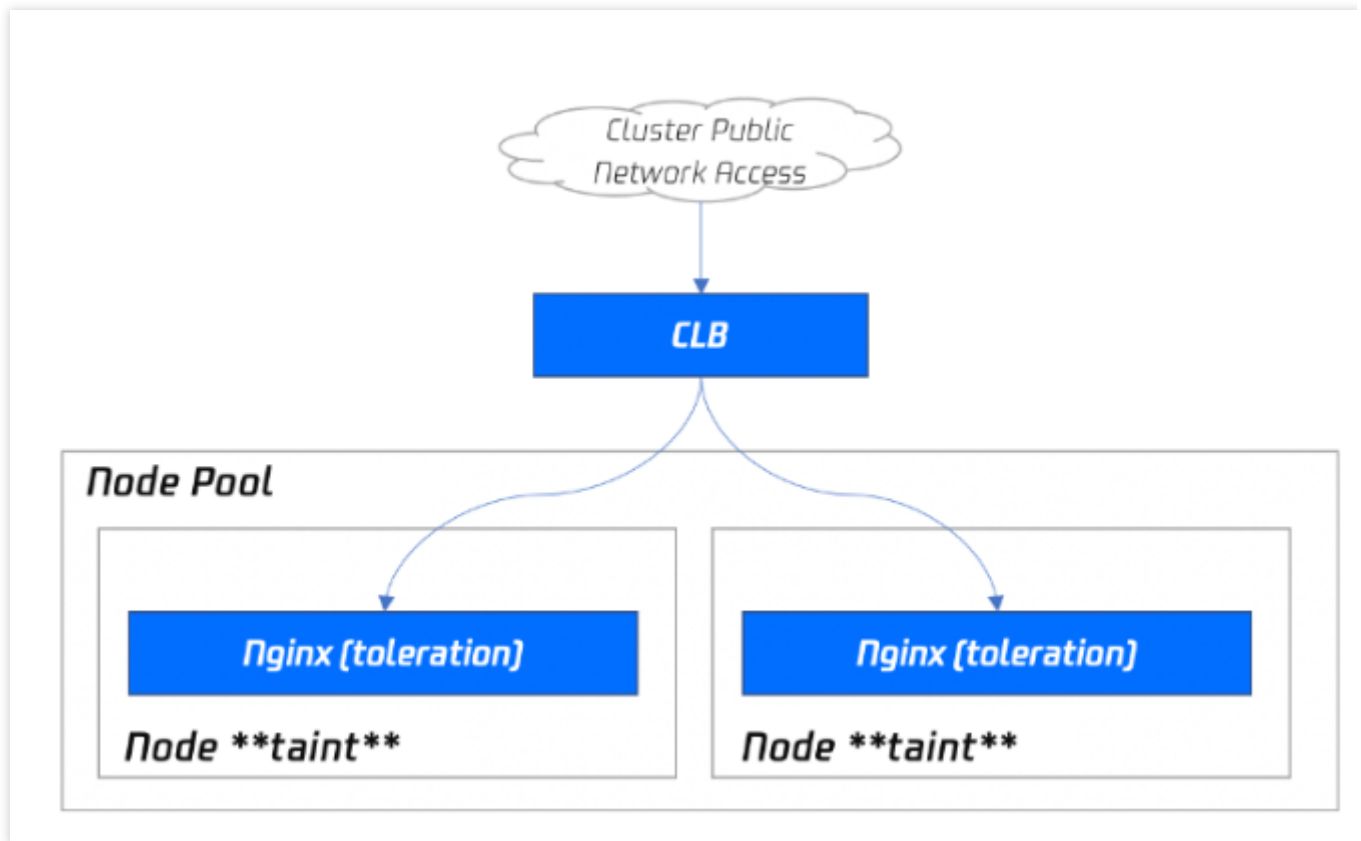 Cluster Public
Network Access
CLB
Node Pool
Nginx (toleration)
Nginx (toleration)
Node **taint**
Node **taint**